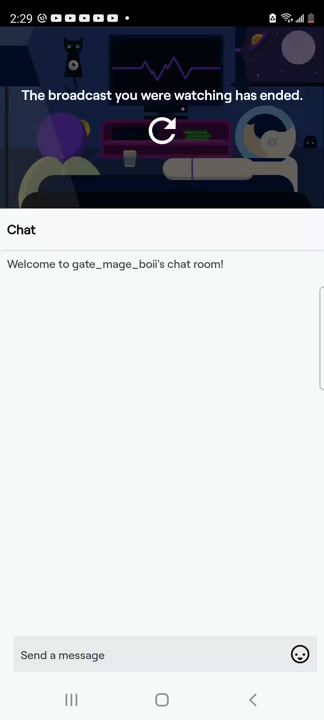 2:29
The broadcast you were watching has ended.
Chat
Welcome to gate_mage_boii's chat room!
Send a message